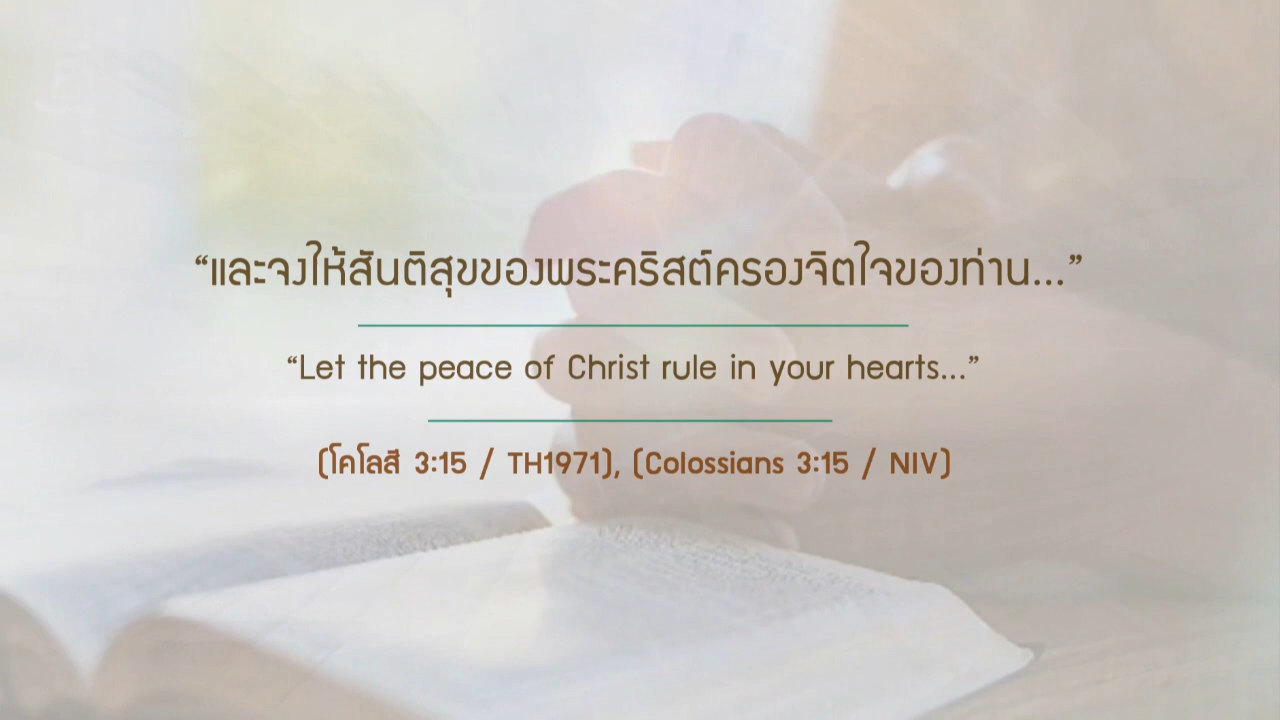 “และจงให้สันติสุขของพระคริสต์ครองจิตใจของท่าน...”
“Let the peace of Christ rule in your hearts...”
(โคโลสี 3:15 / TH1971), (Colossians 3:15 / NIV)